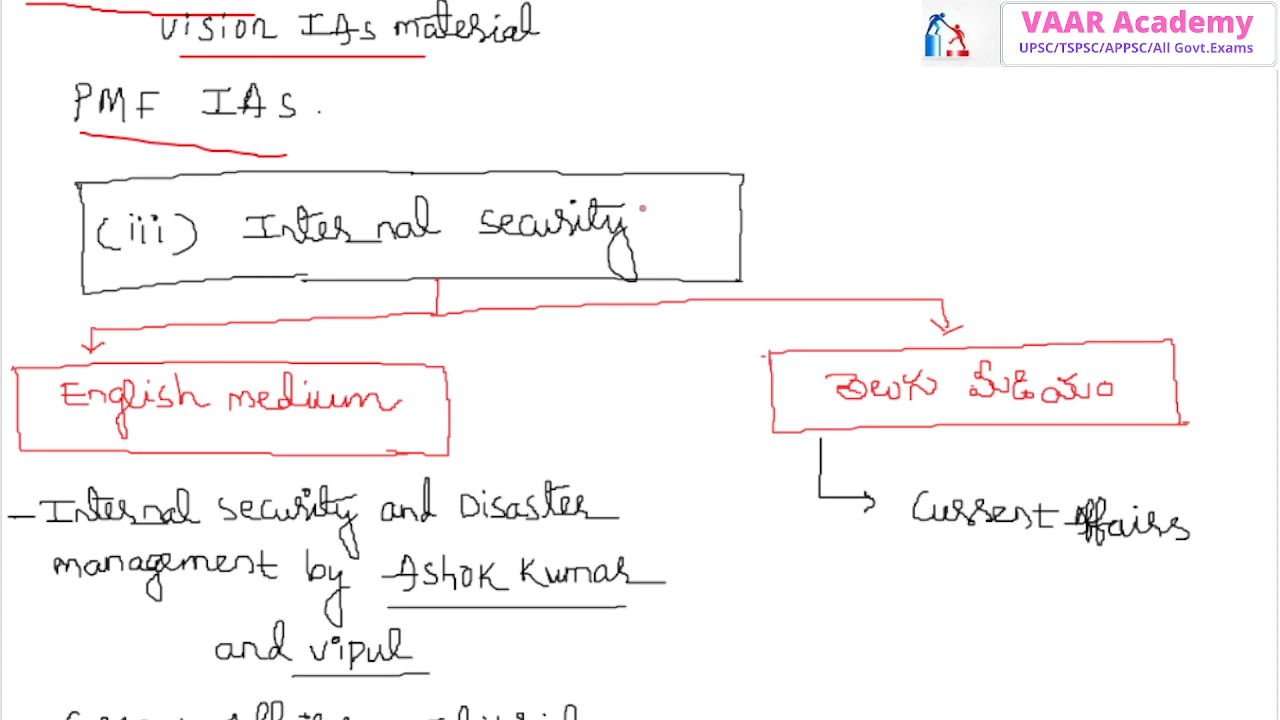 vision IAs material
VAAR Academy
UPSC/TSPSC/APPSC/All Govt.Exams
PMF IAs.
(iii) Internal security
English medium
తెలుగు మీడియం
- Internal security and Disaster
management by Ashok Kumar
and vipul
Current Affairs